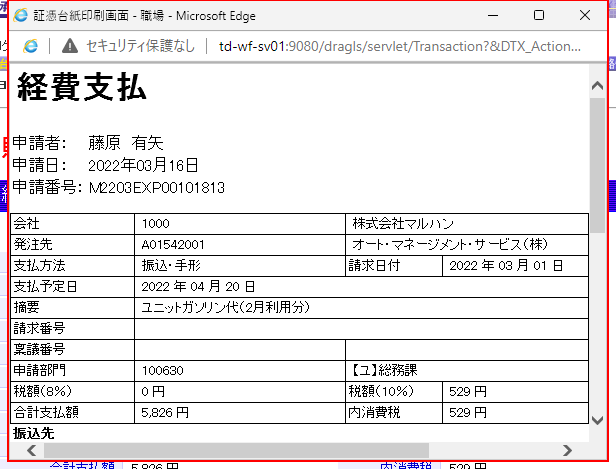 証憑台紙印刷画面 - 職場 - Microsoft Edge
セキュリティ保護なし td-wf-sv01:9080/dragls/servlet/Transaction?&DTX_Action...
経費支払
申請者： 藤原 有矢
申請日： 2022年03月16日
申請番号： M2203EXP00101813
会社 1000 株式会社マルハン
発注先 A01542001 オート・マネージメント・サービス（株）
支払方法 振込・手形 請求日付 2022 年 03 月 01 日
支払予定日 2022 年 04 月 20 日
摘要 ユニットガソリン代（2月利用分）
請求番号
稟議番号
申請部門 100630 【ユ】総務課
税額（8%） 0 円 税額（10%） 529 円
合計支払額 5,826 円 内消費税 529 円
振込先
合計支払額 5,826 円 内消費税 529 円